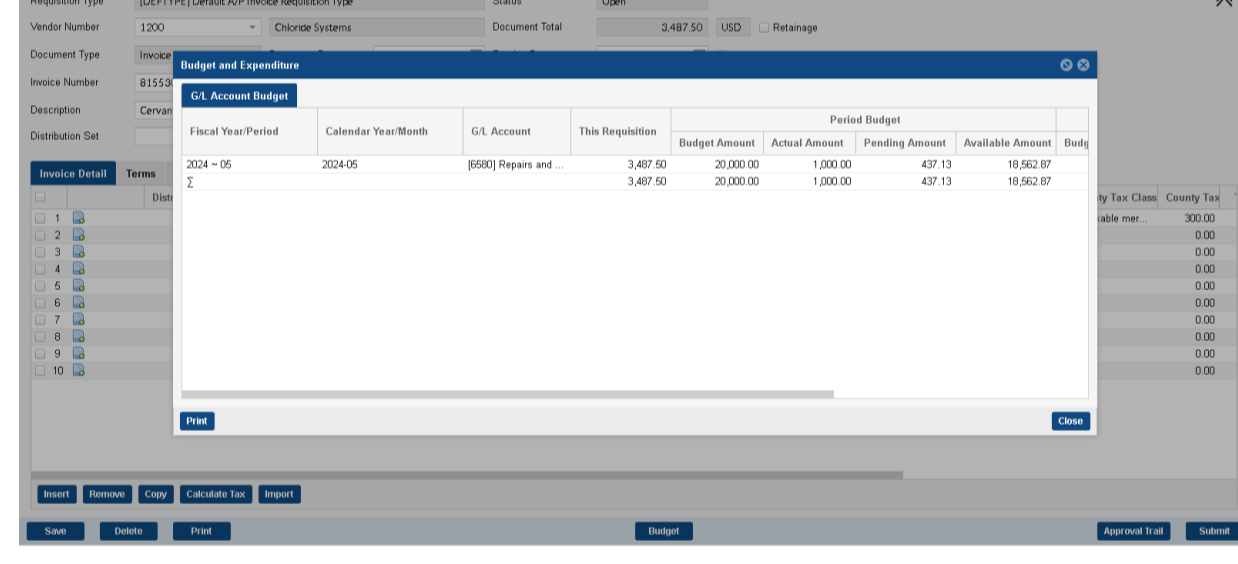 Requisition Type [DEFTYPE] Default A/P Invoice Requisition Type Status Open
Vendor Number 1200 Chloride Systems Document Total 3,487.50 USD Retainage
Document Type Invoice
Budget and Expenditure
Invoice Number 81553
G/L Account Budget
Description Cervan
Fiscal Year/Period Calendar Year/Month G/L Account This Requisition Period Budget
Distribution Set
Budget Amount Actual Amount Pending Amount Available Amount Budg
2024 ~ 05 2024-05 [6580] Repairs and ... 3,487.50 20,000.00 1,000.00 437.13 18,562.87
Σ 3,487.50 20,000.00 1,000.00 437.13 18,562.87
Invoice Detail Terms
Distr ty Tax Class County Tax
1 xable mer... 300.00
2 0.00
3 0.00
4 0.00
5 0.00
6 0.00
7 0.00
8 0.00
9 0.00
10 0.00
Print Close
Insert Remove Copy Calculate Tax Import
Save Delete Print Budget Approval Trail Submit